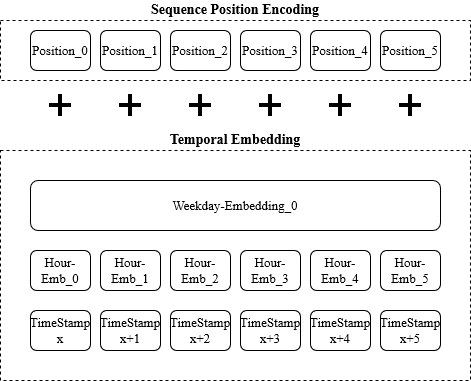 Sequence Position Encoding
Position_0 Position_1 Position_2 Position_3 Position_4 Position_5
+ + + + + +
Temporal Embedding
Weekday-Embedding_0
Hour- Hour- Hour- Hour- Hour- Hour-
Emb_0 Emb_1 Emb_2 Emb_3 Emb_4 Emb_5
TimeStamp TimeStamp TimeStamp TimeStamp TimeStamp TimeStamp
x x+1 x+2 x+3 x+4 x+5